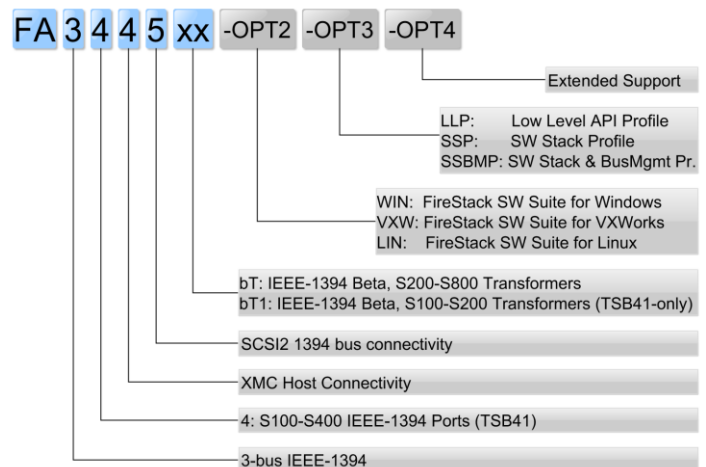 FA 3 4 4 5 xx -OPT2 -OPT3 -OPT4
Extended Support
LLP: Low Level API Profile
SSP: SW Stack Profile
SSBMP: SW Stack & BusMgmt Pr.
WIN: FireStack SW Suite for Windows
VXW: FireStack SW Suite for VXWorks
LIN: FireStack SW Suite for Linux
bT: IEEE-1394 Beta, S200-S800 Transformers
bT1: IEEE-1394 Beta, S100-S200 Transformers (TSB41-only)
SCSI2 1394 bus connectivity
XMC Host Connectivity
4: S100-S400 IEEE-1394 Ports (TSB41)
3-bus IEEE-1394